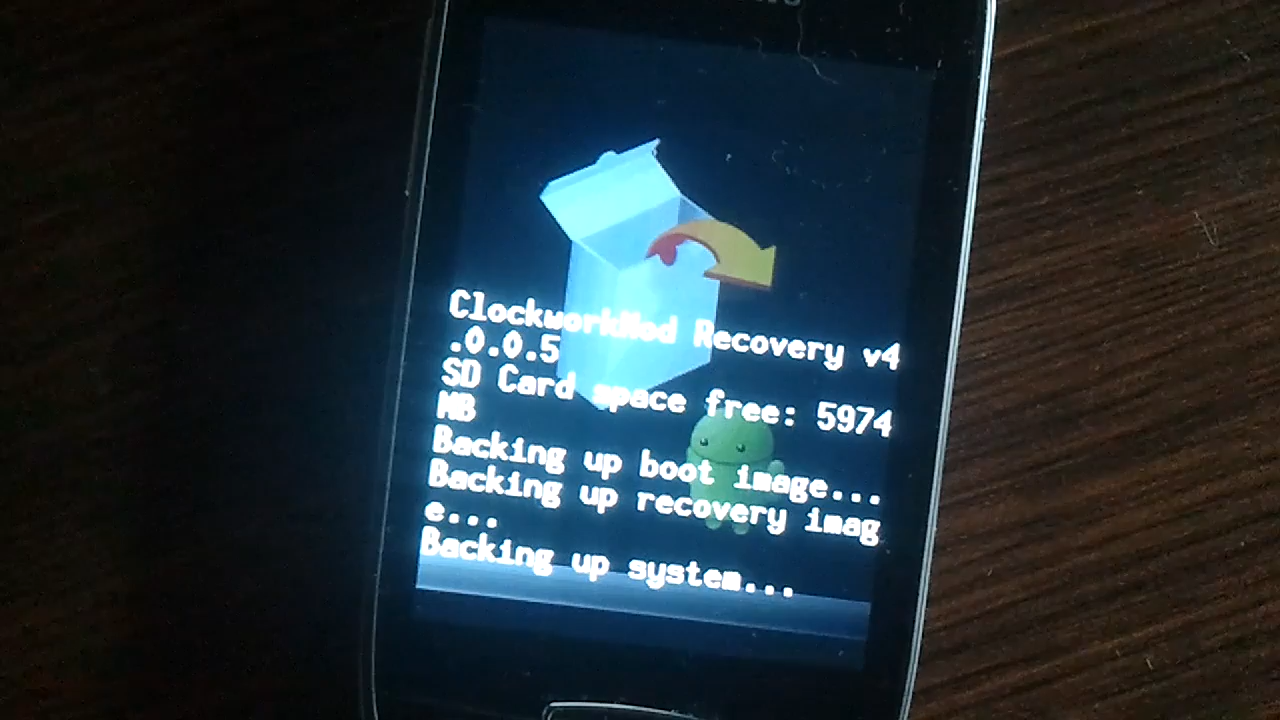 ClockworkMod Recovery v4
.0.0.5
SD Card space free: 5974
MB
Backing up boot image...
Backing up recovery imag
e...
Backing up system...